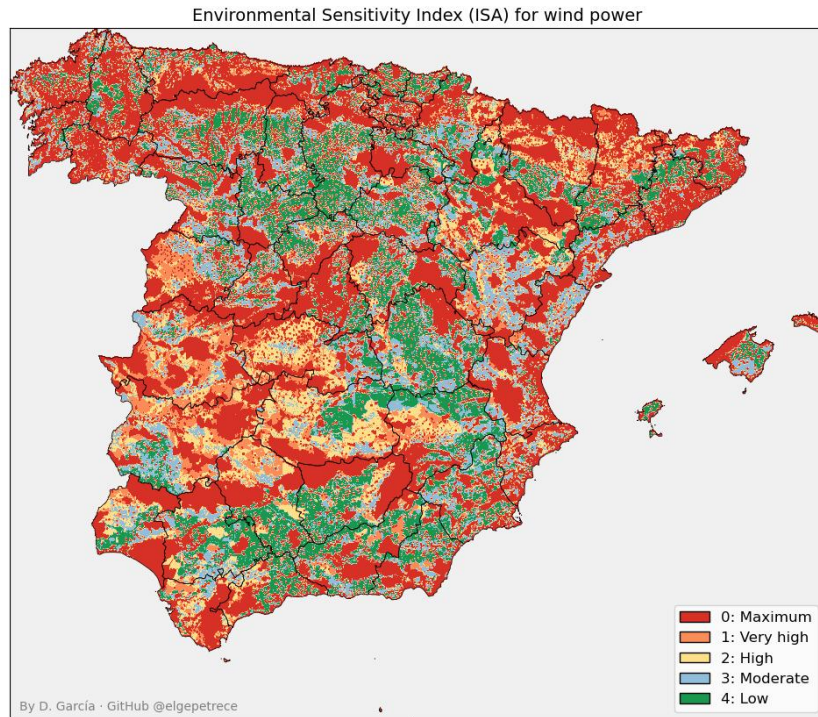 Environmental Sensitivity Index (ISA) for wind power
0: Maximum
1: Very high
2: High
3: Moderate
4: Low
By D. García · GitHub @elgepetrece